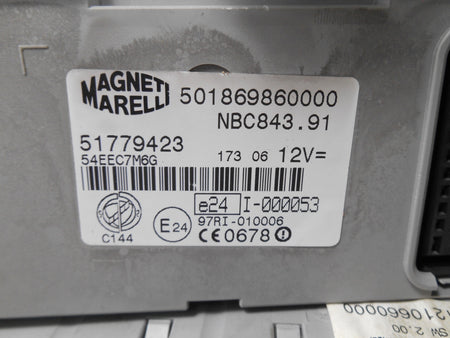 MAGNETI
MARELLI
501869860000
NBC843.91
51779423
54EEC7M6G
173 06 12V=
e24 I-000053
97RI-010006
C144
E24
CE0678
1210660000
SW 2.00